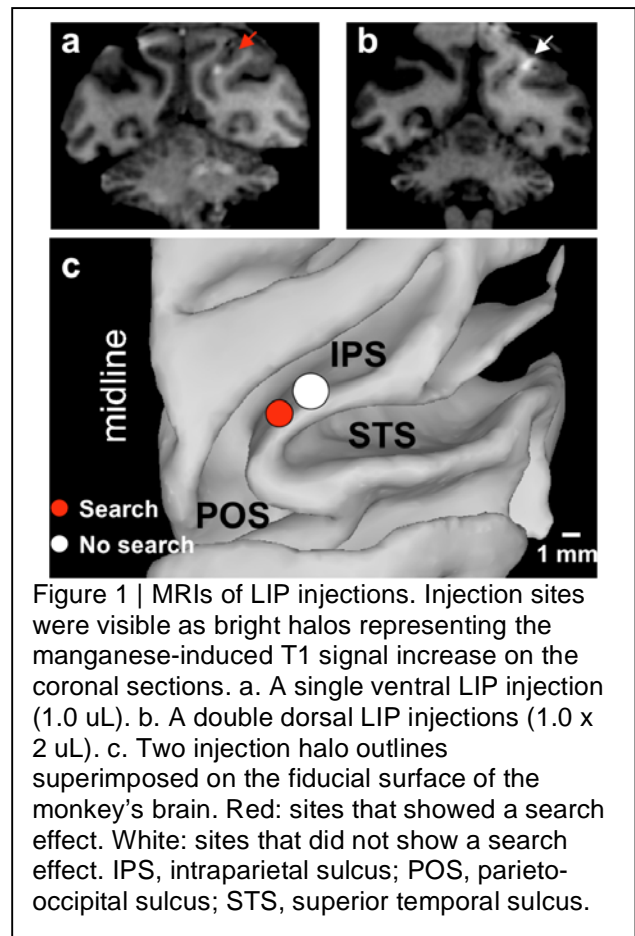 a
b
c
midline
IPS
STS
POS
Search
No search
1 mm
Figure 1 | MRIs of LIP injections. Injection sites
were visible as bright halos representing the
manganese-induced T1 signal increase on the
coronal sections. a. A single ventral LIP injection
(1.0 uL). b. A double dorsal LIP injections (1.0 x
2 uL). c. Two injection halo outlines
superimposed on the fiducial surface of the
monkey's brain. Red: sites that showed a search
effect. White: sites that did not show a search
effect. IPS, intraparietal sulcus; POS, parieto-
occipital sulcus; STS, superior temporal sulcus.